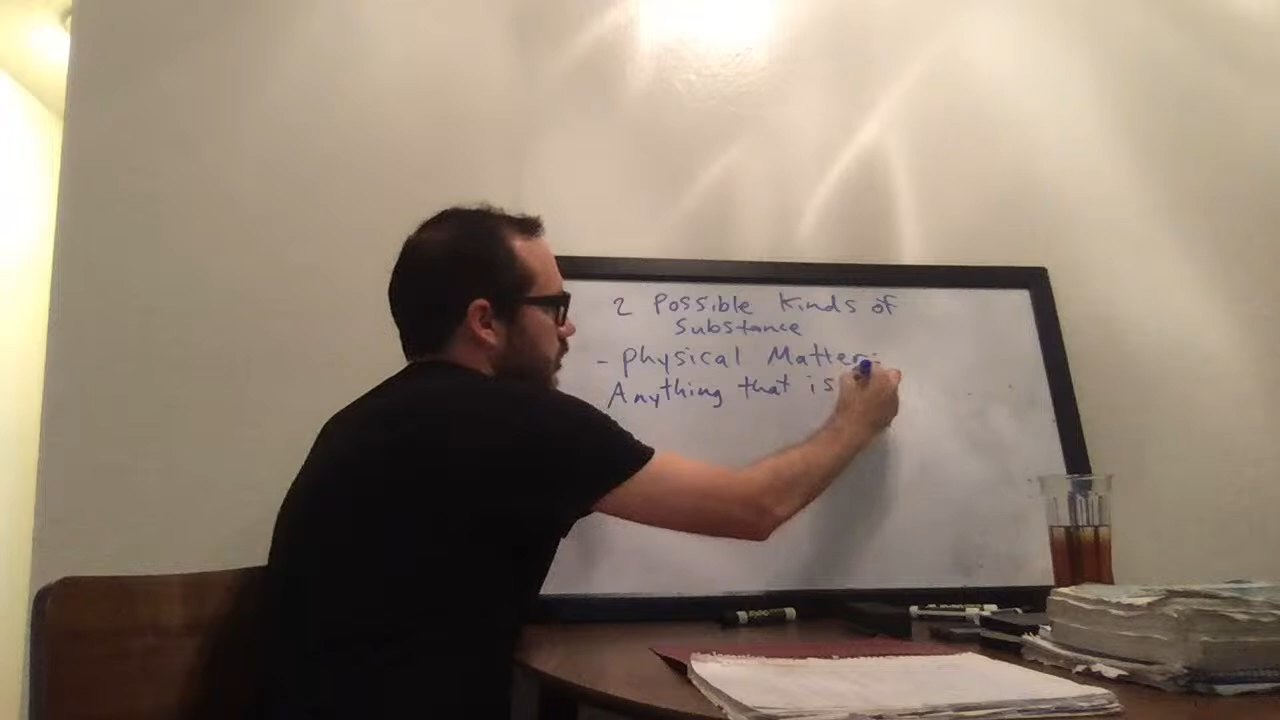 2 Possible Kinds of
Substance
- Physical Matter:
Anything that is